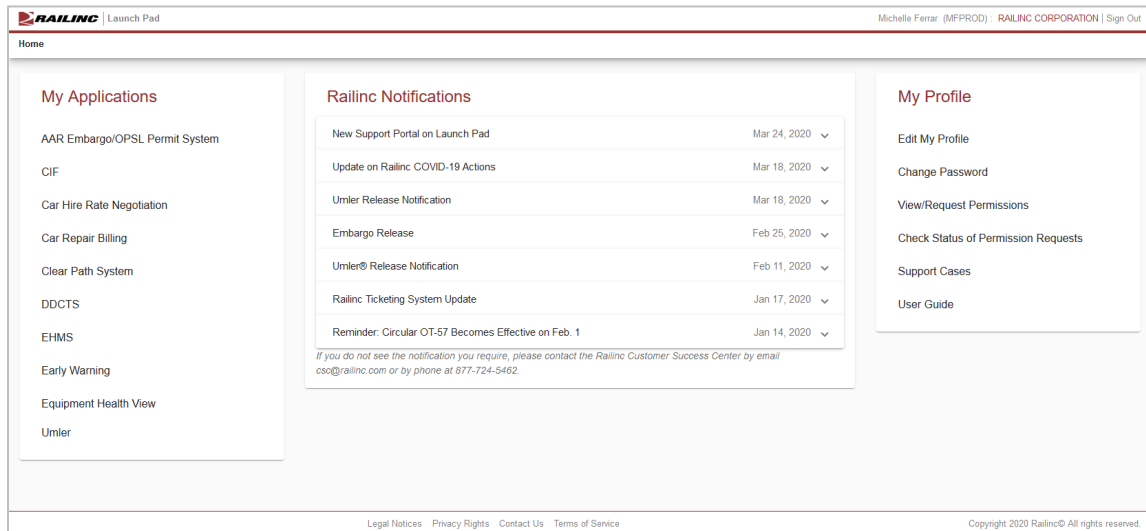 RAILINC | Launch Pad
Michelle Ferrar (MFPROD) : RAILINC CORPORATION | Sign Out
Home
My Applications
AAR Embargo/OPSL Permit System
CIF
Car Hire Rate Negotiation
Car Repair Billing
Clear Path System
DDCTS
EHMS
Early Warning
Equipment Health View
Umler
Railinc Notifications
New Support Portal on Launch Pad Mar 24, 2020
Update on Railinc COVID-19 Actions Mar 18, 2020
Umler Release Notification Mar 18, 2020
Embargo Release Feb 25, 2020
Umler® Release Notification Feb 11, 2020
Railinc Ticketing System Update Jan 17, 2020
Reminder: Circular OT-57 Becomes Effective on Feb. 1 Jan 14, 2020
If you do not see the notification you require, please contact the Railinc Customer Success Center by email
csc@railinc.com or by phone at 877-724-5462.
My Profile
Edit My Profile
Change Password
View/Request Permissions
Check Status of Permission Requests
Support Cases
User Guide
Legal Notices Privacy Rights Contact Us Terms of Service
Copyright 2020 Railinc© All rights reserved.